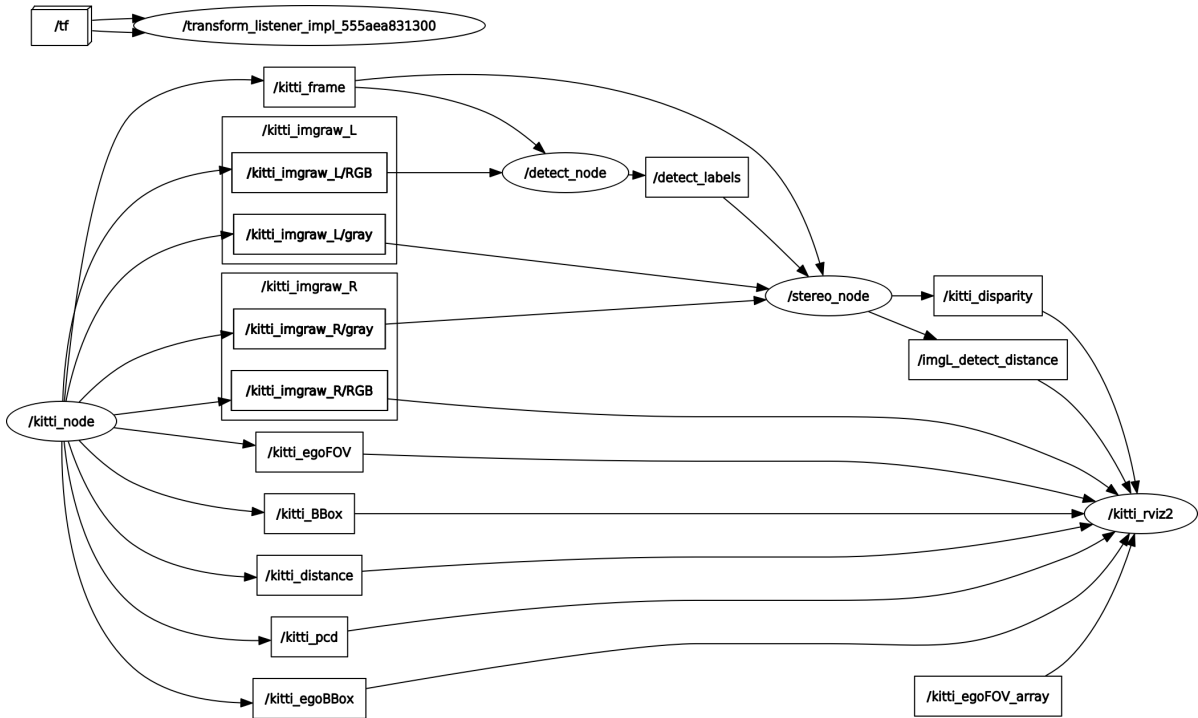 /tf
/transform_listener_impl_555aea831300
/kitti_frame
/kitti_imgraw_L
/kitti_imgraw_L/RGB
/detect_node
/detect_labels
/kitti_imgraw_L/gray
/kitti_imgraw_R
/stereo_node
/kitti_disparity
/kitti_imgraw_R/gray
/imgL_detect_distance
/kitti_imgraw_R/RGB
/kitti_node
/kitti_egoFOV
/kitti_BBox
/kitti_rviz2
/kitti_distance
/kitti_pcd
/kitti_egoBBox
/kitti_egoFOV_array